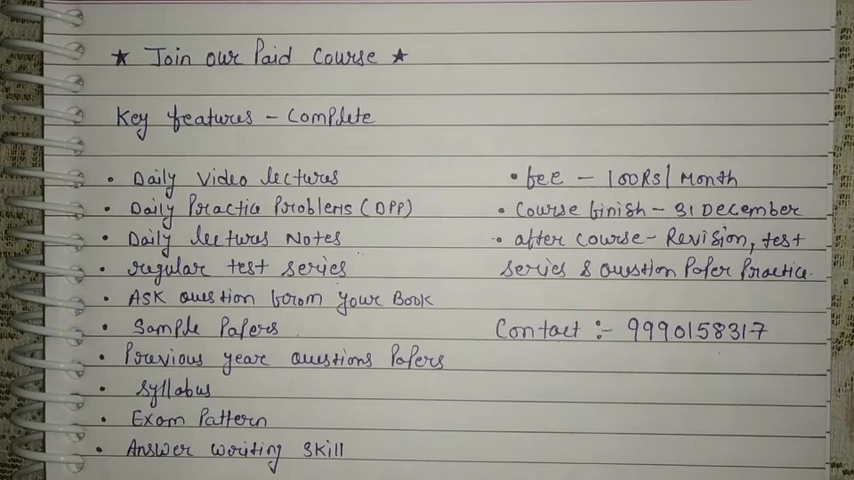 ★ Join our Paid Course ★
Key features - Complete
• Daily Video lectures
• Daily Practice Problems (DPP)
• Daily lectures Notes
• regular test series
• ASK question from your Book
• Sample Papers
• Previous year questions Papers
• Syllabus
• Exam Pattern
• Answer writing skill
• fee - 100Rs/Month
• Course finish - 31 December
• after course - Revision, test
series & question Paper Practice.
Contact :- 9990158317